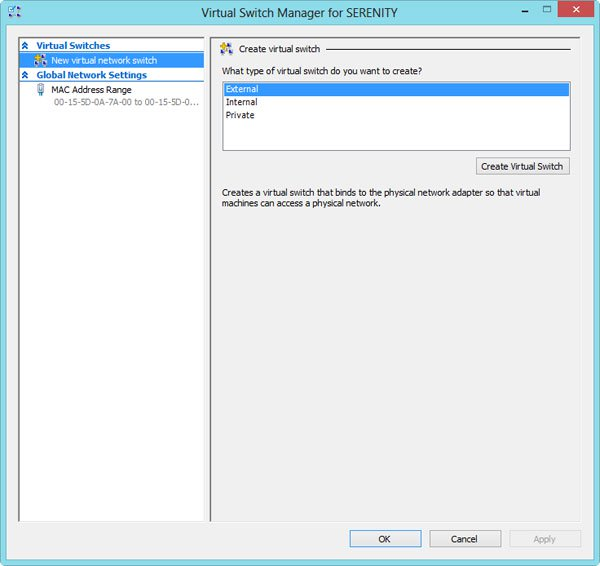 Virtual Switch Manager for SERENITY
Virtual Switches
New virtual network switch
Global Network Settings
MAC Address Range
00-15-5D-0A-7A-00 to 00-15-5D-0...
Create virtual switch
What type of virtual switch do you want to create?
External
Internal
Private
Create Virtual Switch
Creates a virtual switch that binds to the physical network adapter so that virtual
machines can access a physical network.
OK
Cancel
Apply